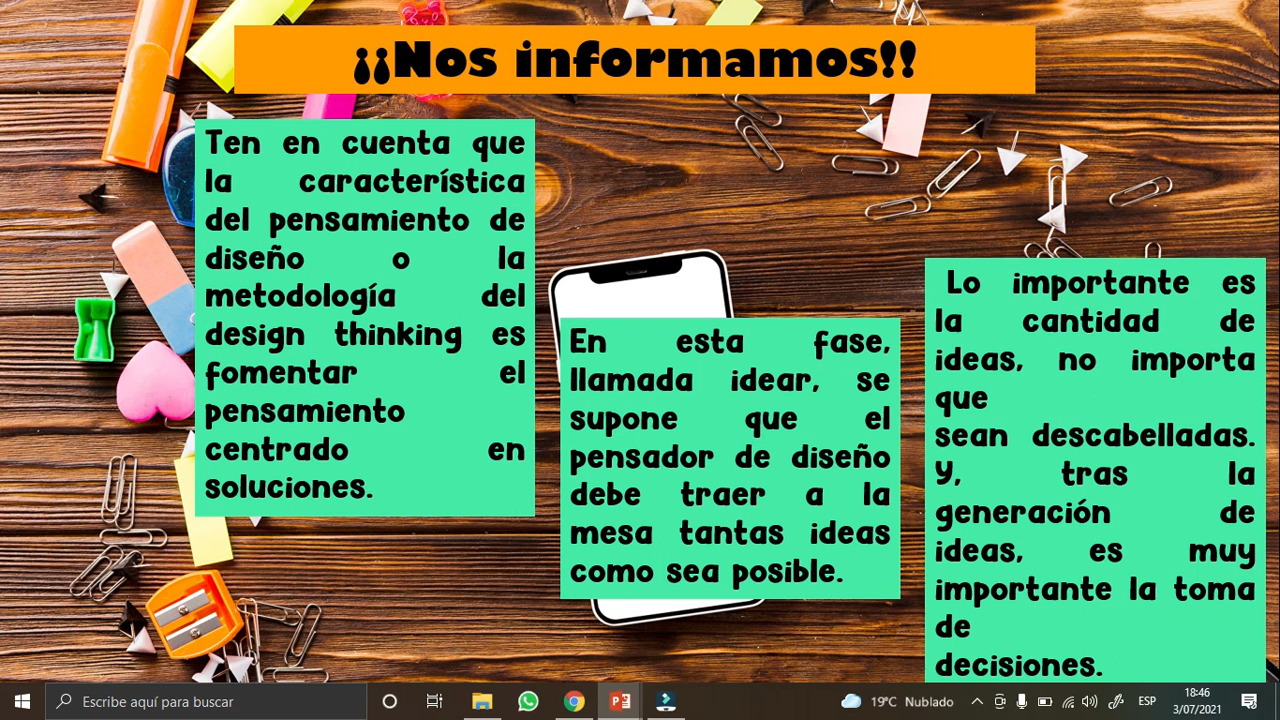 ¡¡Nos informamos!!
Ten en cuenta que
la característica
del pensamiento de
diseño o la
metodología del
design thinking es
fomentar el
pensamiento
centrado en
soluciones.
En esta fase,
llamada idear, se
supone que el
pensador de diseño
debe traer a la
mesa tantas ideas
como sea posible.
Lo importante es
la cantidad de
ideas, no importa
que
sean descabelladas.
Y, tras la
generación de
ideas, es muy
importante la toma
de
decisiones.
Escribe aquí para buscar
19°C Nublado
ESP
18:46
3/07/2021